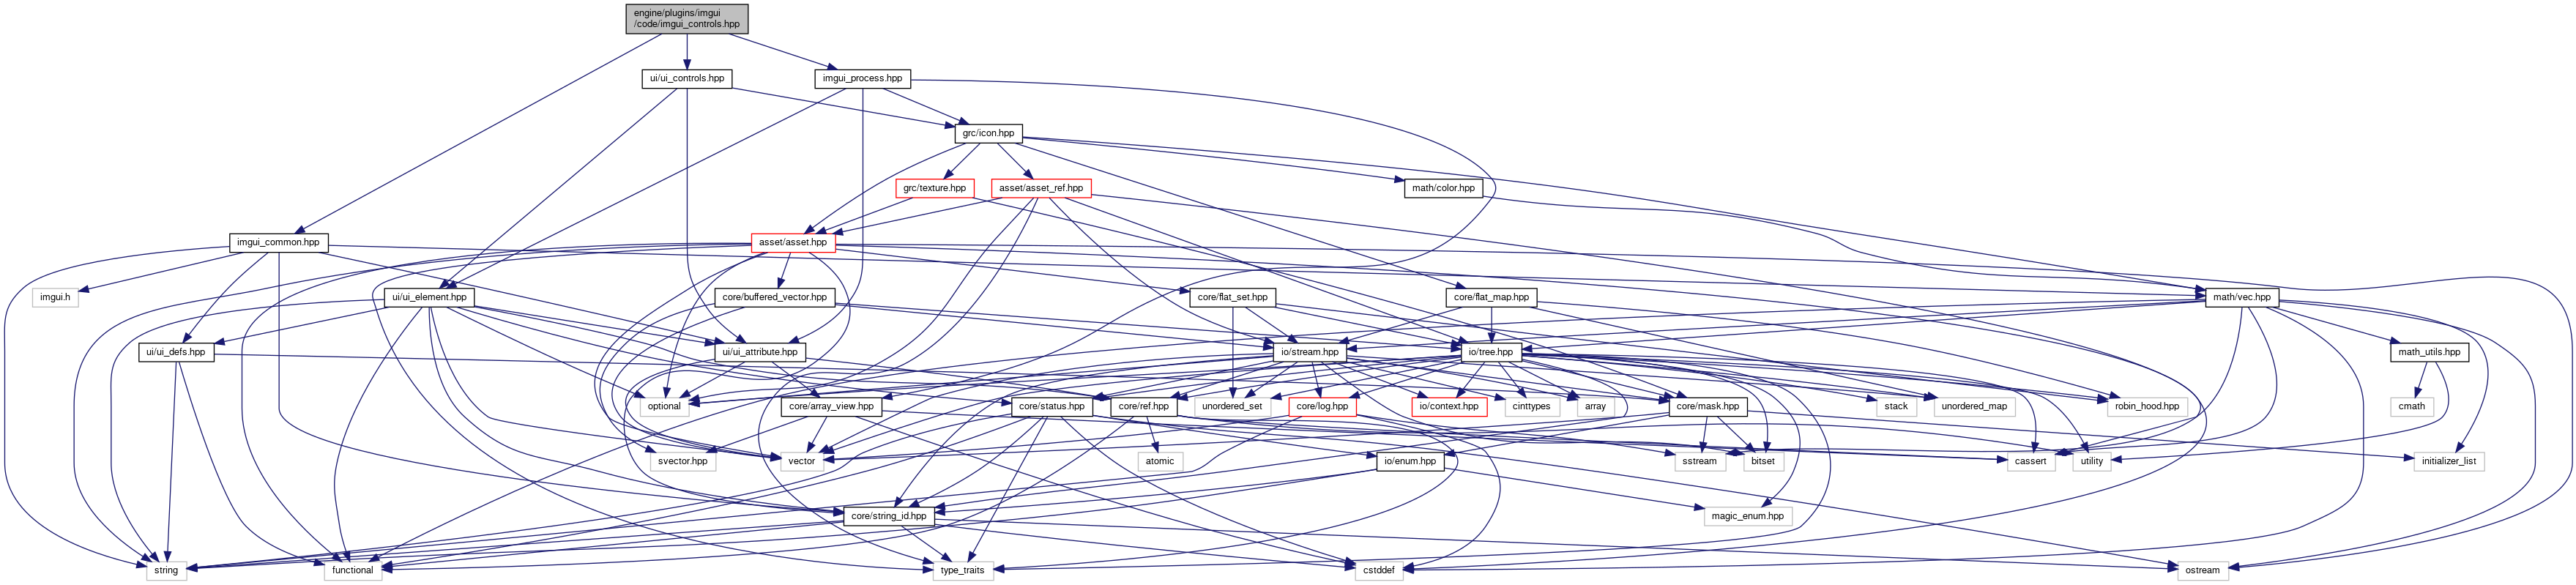 engine/plugins/imgui
/code/imgui_controls.hpp
ui/ui_controls.hpp
imgui_process.hpp
grc/icon.hpp
grc/texture.hpp
asset/asset_ref.hpp
math/color.hpp
imgui_common.hpp
asset/asset.hpp
imgui.h
ui/ui_element.hpp
core/buffered_vector.hpp
core/flat_set.hpp
core/flat_map.hpp
math/vec.hpp
ui/ui_defs.hpp
ui/ui_attribute.hpp
io/stream.hpp
io/tree.hpp
math_utils.hpp
optional
core/array_view.hpp
core/status.hpp
core/ref.hpp
unordered_set
core/log.hpp
io/context.hpp
cinttypes
array
core/mask.hpp
stack
unordered_map
robin_hood.hpp
cmath
svector.hpp
vector
atomic
io/enum.hpp
sstream
bitset
cassert
utility
initializer_list
core/string_id.hpp
magic_enum.hpp
string
functional
type_traits
cstddef
ostream